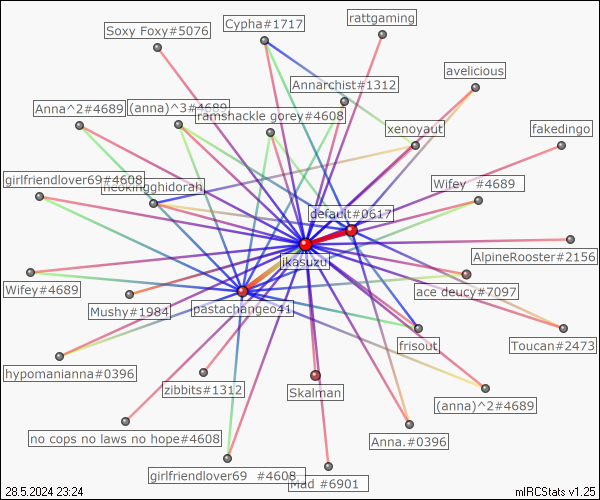 rattgaming
Cypha#1717
Soxy Foxy#5076
avelicious
Annarchist#1312
Anna^2#4689
(anna)^3#4689
ramshackle gorey#4608
xenoyaut
fakedingo
girlfriendlover69#4608
neokingghidorah
Wifey #4689
default#0617
jikasuzu
AlpineRooster#2156
Wifey#4689
ace deucy#7097
Mushy#1984
pastachangeo41
frisout
Toucan#2473
hypomanianna#0396
zibbits#1312
Skalman
(anna)^2#4689
no cops no laws no hope#4608
Anna.#0396
girlfriendlover69 #4608
Mad #6901
28.5.2024 23:24
mIRCStats v1.25